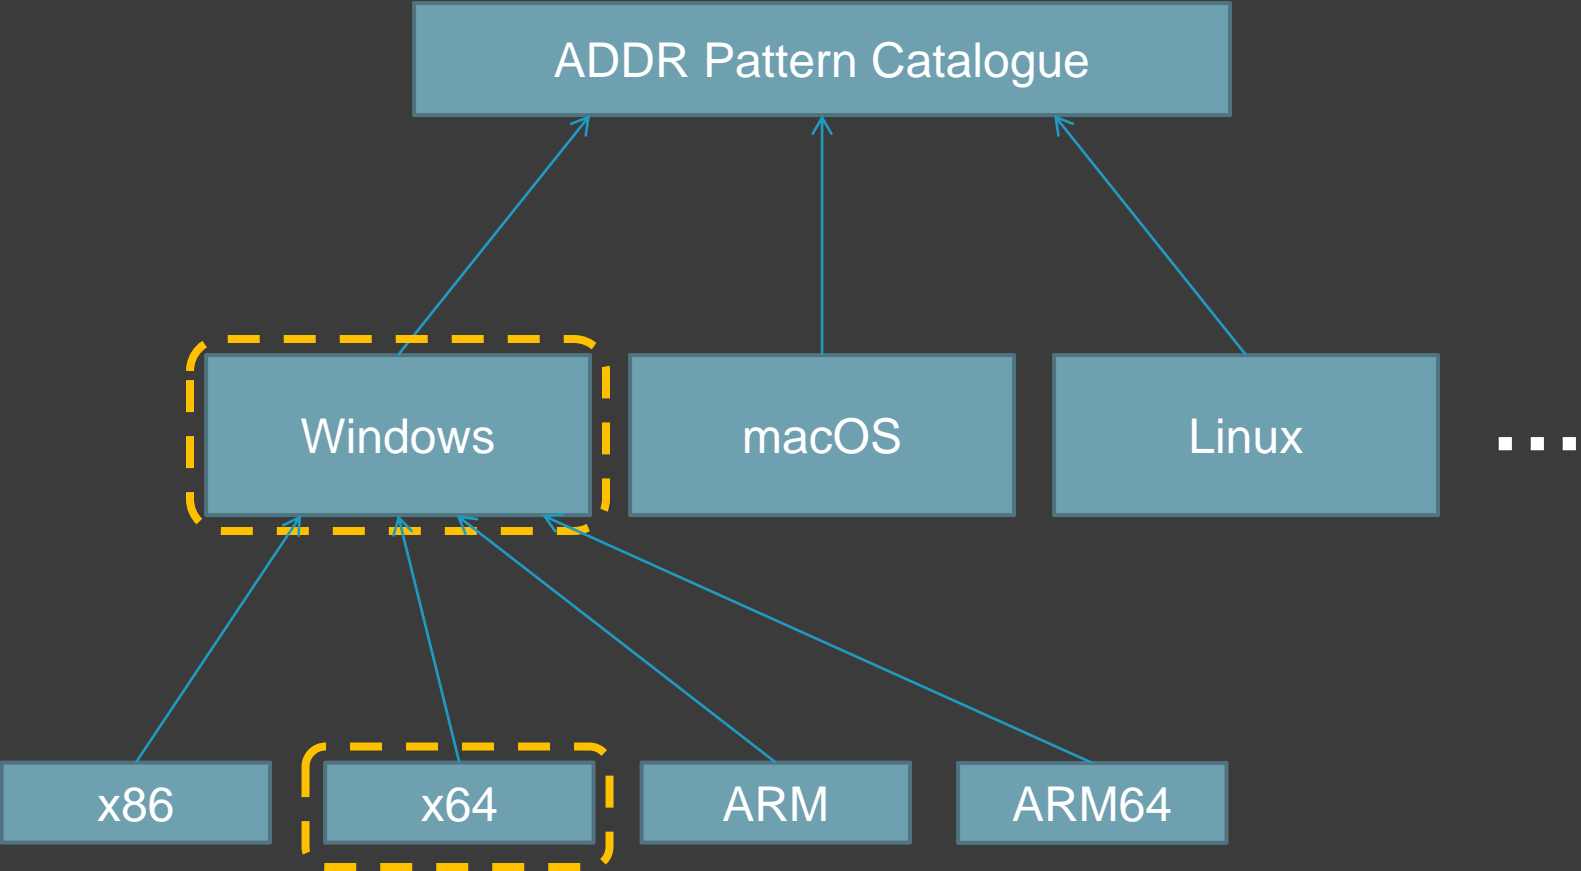 ADDR Pattern Catalogue
Windows
macOS
Linux
...
x86
x64
ARM
ARM64